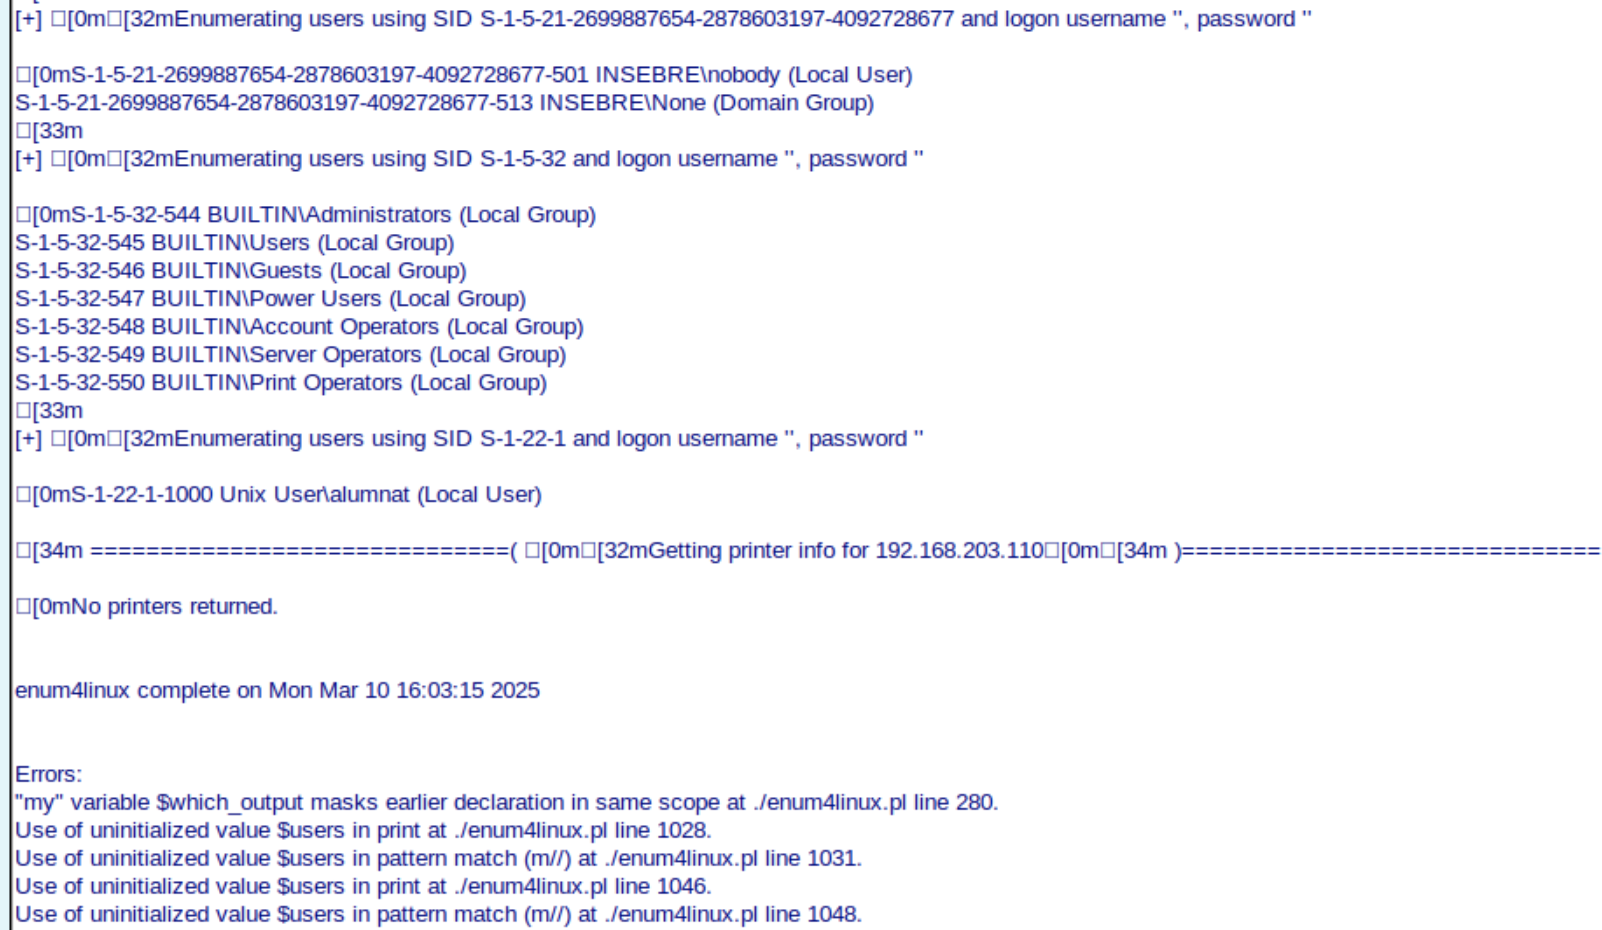 [+] □[0m□[32mEnumerating users using SID S-1-5-21-2699887654-2878603197-4092728677 and logon username '', password ''
□[0mS-1-5-21-2699887654-2878603197-4092728677-501 INSEBRE\nobody (Local User)
S-1-5-21-2699887654-2878603197-4092728677-513 INSEBRE\None (Domain Group)
□[33m
[+] □[0m□[32mEnumerating users using SID S-1-5-32 and logon username '', password ''
□[0mS-1-5-32-544 BUILTIN\Administrators (Local Group)
S-1-5-32-545 BUILTIN\Users (Local Group)
S-1-5-32-546 BUILTIN\Guests (Local Group)
S-1-5-32-547 BUILTIN\Power Users (Local Group)
S-1-5-32-548 BUILTIN\Account Operators (Local Group)
S-1-5-32-549 BUILTIN\Server Operators (Local Group)
S-1-5-32-550 BUILTIN\Print Operators (Local Group)
□[33m
[+] □[0m□[32mEnumerating users using SID S-1-22-1 and logon username '', password ''
□[0mS-1-22-1-1000 Unix User\alumnat (Local User)
□[34m ==============================( □[0m□[32mGetting printer info for 192.168.203.110□[0m□[34m )==============================
□[0mNo printers returned.
enum4linux complete on Mon Mar 10 16:03:15 2025
Errors:
"my" variable $which_output masks earlier declaration in same scope at ./enum4linux.pl line 280.
Use of uninitialized value $users in print at ./enum4linux.pl line 1028.
Use of uninitialized value $users in pattern match (m//) at ./enum4linux.pl line 1031.
Use of uninitialized value $users in print at ./enum4linux.pl line 1046.
Use of uninitialized value $users in pattern match (m//) at ./enum4linux.pl line 1048.